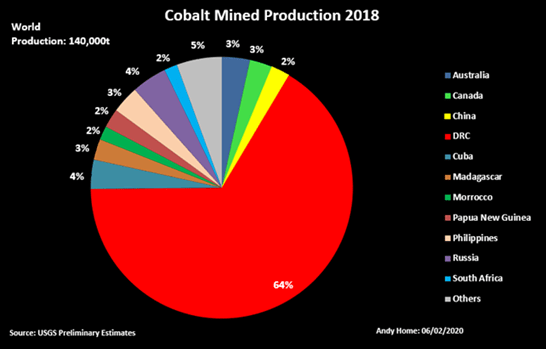 Cobalt Mined Production 2018
World
Production: 140,000t
5%
3%
3%
2%
2%
4%
3%
2%
2%
3%
4%
64%
Australia
Canada
China
DRC
Cuba
Madagascar
Morrocco
Papua New Guinea
Philippines
Russia
South Africa
Others
Source: USGS Preliminary Estimates
Andy Home: 06/02/2020